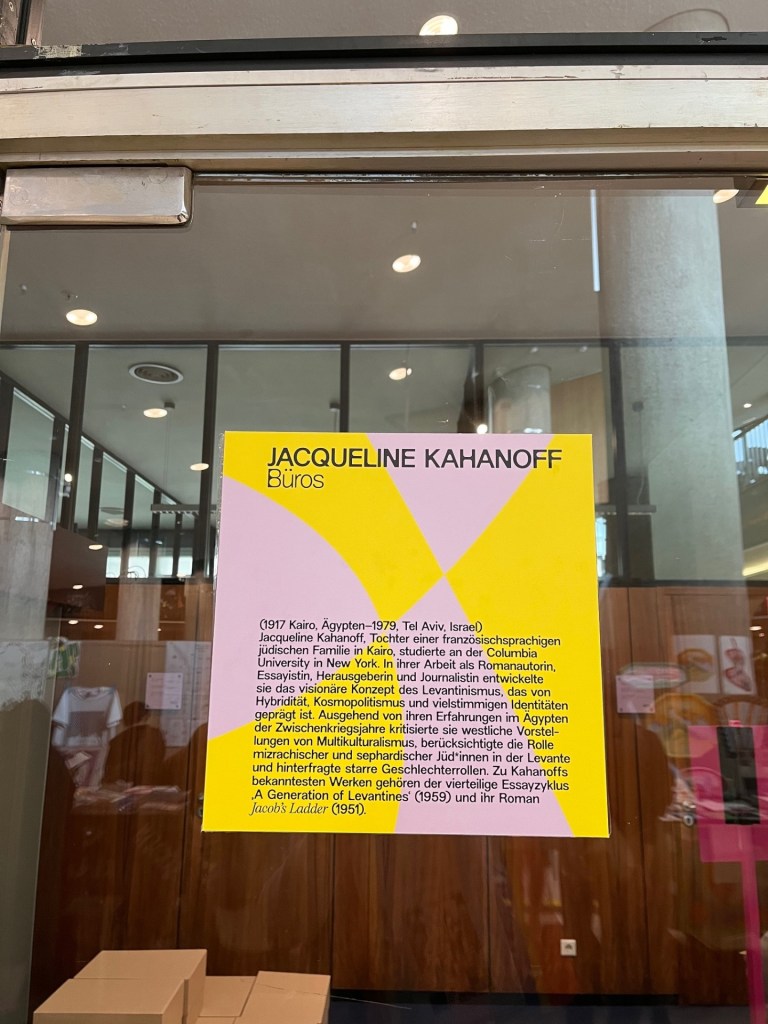 JACQUELINE KAHANOFF
Büros
(1917 Kairo, Ägypten–1979, Tel Aviv, Israel)
Jacqueline Kahanoff, Tochter einer französischsprachigen
jüdischen Familie in Kairo, studierte an der Columbia
University in New York. In ihrer Arbeit als Romanautorin,
Essayistin, Herausgeberin und Journalistin entwickelte
sie das visionäre Konzept des Levantinismus, das von
Hybridität, Kosmopolitismus und vielstimmigen Identitäten
geprägt ist. Ausgehend von ihren Erfahrungen im Ägypten
der Zwischenkriegsjahre kritisierte sie westliche Vorstel-
lungen von Multikulturalismus, berücksichtigte die Rolle
mizrachischer und sephardischer Jüd*innen in der Levante
und hinterfragte starre Geschlechterrollen. Zu Kahanoffs
bekanntesten Werken gehören der vierteilige Essayzyklus
‚A Generation of Levantines‘ (1959) und ihr Roman
Jacob’s Ladder (1951).